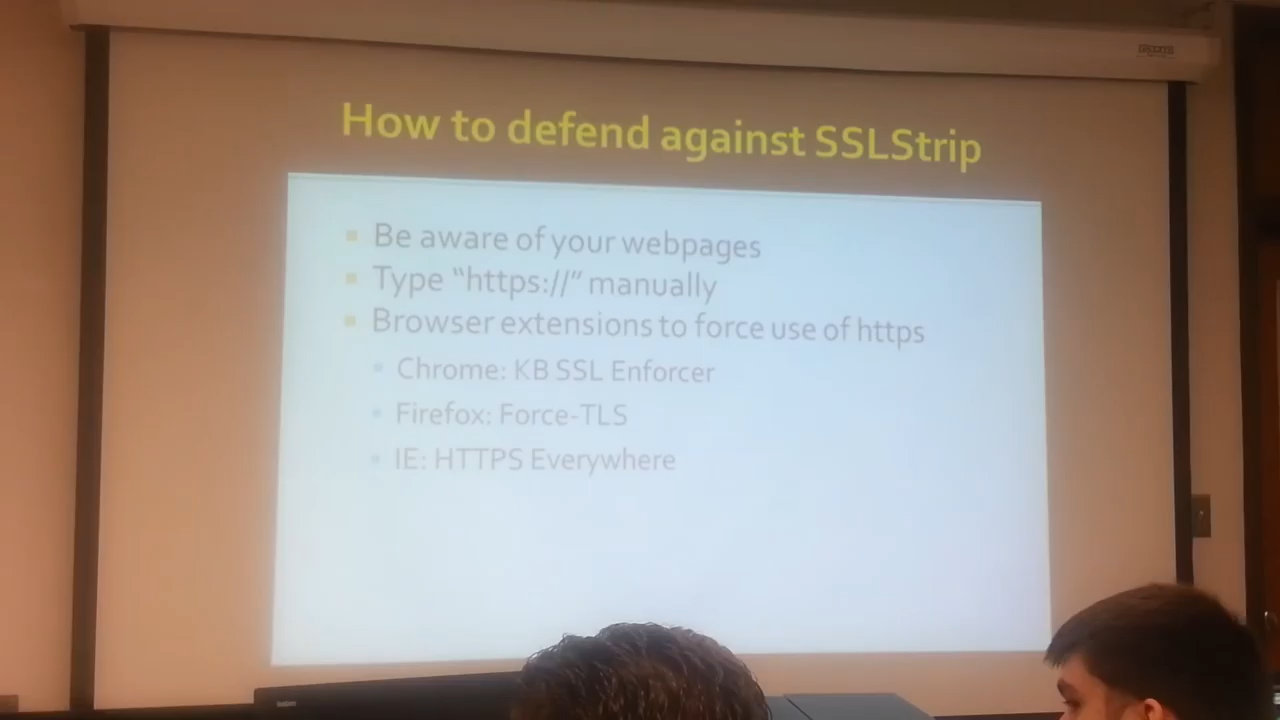 How to defend against SSLStrip
Be aware of your webpages
Type “https://” manually
Browser extensions to force use of https
Chrome: KB SSL Enforcer
Firefox: Force-TLS
IE: HTTPS Everywhere